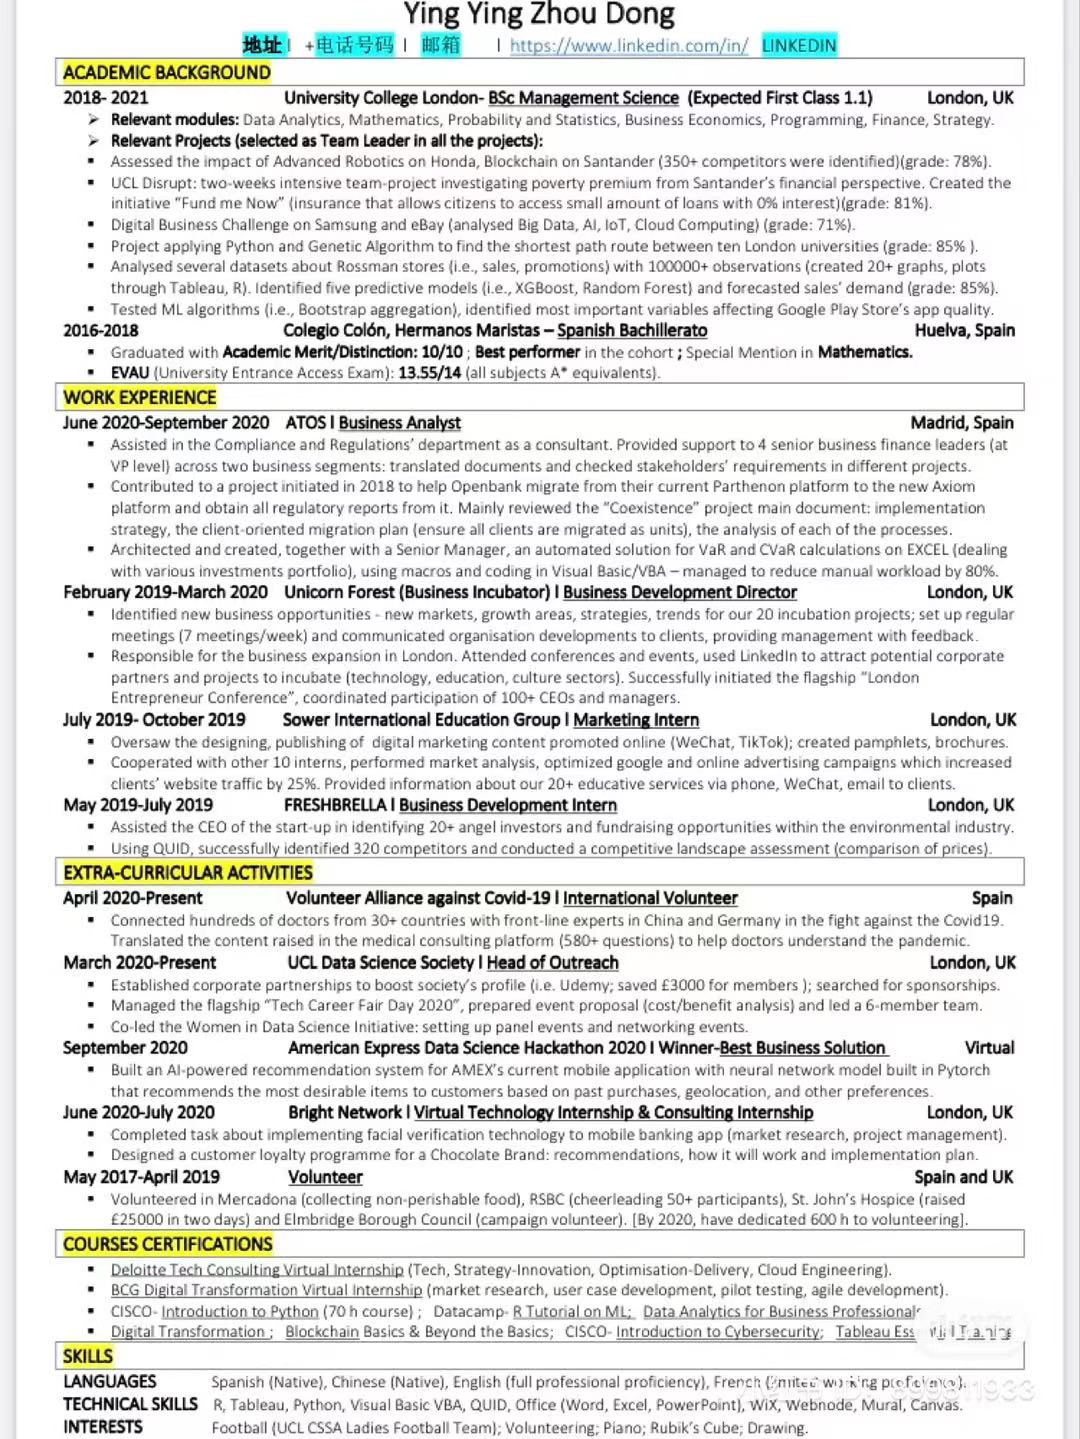 Ying Ying Zhou Dong
地址 | +电话号码 | 邮箱 | https://www.linkedin.com/in/ LINKEDIN
ACADEMIC BACKGROUND
2018- 2021 University College London- BSc Management Science (Expected First Class 1.1) London, UK
➢ Relevant modules: Data Analytics, Mathematics, Probability and Statistics, Business Economics, Programming, Finance, Strategy.
➢ Relevant Projects (selected as Team Leader in all the projects):
▪ Assessed the impact of Advanced Robotics on Honda, Blockchain on Santander (350+ competitors were identified)(grade: 78%).
▪ UCL Disrupt: two-weeks intensive team-project investigating poverty premium from Santander's financial perspective. Created the
initiative "Fund me Now" (insurance that allows citizens to access small amount of loans with 0% interest)(grade: 81%).
▪ Digital Business Challenge on Samsung and eBay (analysed Big Data, AI, IoT, Cloud Computing) (grade: 71%).
▪ Project applying Python and Genetic Algorithm to find the shortest path route between ten London universities (grade: 85% ).
▪ Analysed several datasets about Rossman stores (i.e., sales, promotions) with 100000+ observations (created 20+ graphs, plots
through Tableau, R). Identified five predictive models (i.e., XGBoost, Random Forest) and forecasted sales' demand (grade: 85%).
▪ Tested ML algorithms (i.e., Bootstrap aggregation), identified most important variables affecting Google Play Store's app quality.
2016-2018 Colegio Colón, Hermanos Maristas – Spanish Bachillerato Huelva, Spain
▪ Graduated with Academic Merit/Distinction: 10/10 ; Best performer in the cohort ; Special Mention in Mathematics.
▪ EVAU (University Entrance Access Exam): 13.55/14 (all subjects A* equivalents).
WORK EXPERIENCE
June 2020-September 2020 ATOS l Business Analyst Madrid, Spain
▪ Assisted in the Compliance and Regulations' department as a consultant. Provided support to 4 senior business finance leaders (at
VP level) across two business segments: translated documents and checked stakeholders' requirements in different projects.
▪ Contributed to a project initiated in 2018 to help Openbank migrate from their current Parthenon platform to the new Axiom
platform and obtain all regulatory reports from it. Mainly reviewed the "Coexistence" project main document: implementation
strategy, the client-oriented migration plan (ensure all clients are migrated as units), the analysis of each of the processes.
▪ Architected and created, together with a Senior Manager, an automated solution for VaR and CVaR calculations on EXCEL (dealing
with various investments portfolio), using macros and coding in Visual Basic/VBA – managed to reduce manual workload by 80%.
February 2019-March 2020 Unicorn Forest (Business Incubator) l Business Development Director London, UK
▪ Identified new business opportunities - new markets, growth areas, strategies, trends for our 20 incubation projects; set up regular
meetings (7 meetings/week) and communicated organisation developments to clients, providing management with feedback.
▪ Responsible for the business expansion in London. Attended conferences and events, used LinkedIn to attract potential corporate
partners and projects to incubate (technology, education, culture sectors). Successfully initiated the flagship "London
Entrepreneur Conference", coordinated participation of 100+ CEOs and managers.
July 2019- October 2019 Sower International Education Group l Marketing Intern London, UK
▪ Oversaw the designing, publishing of digital marketing content promoted online (WeChat, TikTok); created pamphlets, brochures.
▪ Cooperated with other 10 interns, performed market analysis, optimized google and online advertising campaigns which increased
clients' website traffic by 25%. Provided information about our 20+ educative services via phone, WeChat, email to clients.
May 2019-July 2019 FRESHBRELLA l Business Development Intern London, UK
▪ Assisted the CEO of the start-up in identifying 20+ angel investors and fundraising opportunities within the environmental industry.
▪ Using QUID, successfully identified 320 competitors and conducted a competitive landscape assessment (comparison of prices).
EXTRA-CURRICULAR ACTIVITIES
April 2020-Present Volunteer Alliance against Covid-19 l International Volunteer Spain
▪ Connected hundreds of doctors from 30+ countries with front-line experts in China and Germany in the fight against the Covid19.
Translated the content raised in the medical consulting platform (580+ questions) to help doctors understand the pandemic.
March 2020-Present UCL Data Science Society l Head of Outreach London, UK
▪ Established corporate partnerships to boost society's profile (i.e. Udemy; saved £3000 for members ); searched for sponsorships.
▪ Managed the flagship "Tech Career Fair Day 2020", prepared event proposal (cost/benefit analysis) and led a 6-member team.
▪ Co-led the Women in Data Science Initiative: setting up panel events and networking events.
September 2020 American Express Data Science Hackathon 2020 l Winner-Best Business Solution Virtual
▪ Built an AI-powered recommendation system for AMEX's current mobile application with neural network model built in Pytorch
that recommends the most desirable items to customers based on past purchases, geolocation, and other preferences.
June 2020-July 2020 Bright Network l Virtual Technology Internship & Consulting Internship London, UK
▪ Completed task about implementing facial verification technology to mobile banking app (market research, project management).
▪ Designed a customer loyalty programme for a Chocolate Brand: recommendations, how it will work and implementation plan.
May 2017-April 2019 Volunteer Spain and UK
▪ Volunteered in Mercadona (collecting non-perishable food), RSBC (cheerleading 50+ participants), St. John's Hospice (raised
£25000 in two days) and Elmbridge Borough Council (campaign volunteer). [By 2020, have dedicated 600 h to volunteering].
COURSES CERTIFICATIONS
▪ Deloitte Tech Consulting Virtual Internship (Tech, Strategy-Innovation, Optimisation-Delivery, Cloud Engineering).
▪ BCG Digital Transformation Virtual Internship (market research, user case development, pilot testing, agile development).
▪ CISCO- Introduction to Python (70 h course) ; Datacamp- R Tutorial on ML; Data Analytics for Business Professionals
▪ Digital Transformation ; Blockchain Basics & Beyond the Basics; CISCO- Introduction to Cybersecurity; Tableau Essential Training
SKILLS
LANGUAGES Spanish (Native), Chinese (Native), English (full professional proficiency), French (limited working proficiency).
TECHNICAL SKILLS R, Tableau, Python, Visual Basic VBA, QUID, Office (Word, Excel, PowerPoint), WiX, Webnode, Mural, Canvas.
INTERESTS Football (UCL CSSA Ladies Football Team); Volunteering; Piano; Rubik's Cube; Drawing.